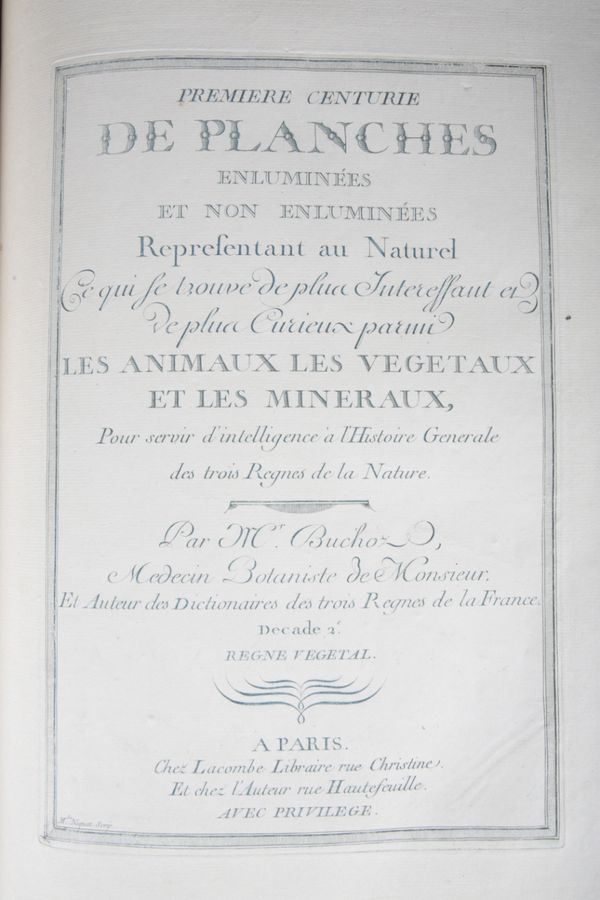 PREMIERE CENTURIE
DE PLANCHES
ENLUMINÉES
ET NON ENLUMINÉES
Repreſentant au Naturel
Ce qui ſe trouve de plus Intereſſant et
de plus Curieux parmi
LES ANIMAUX LES VEGETAUX
ET LES MINERAUX,
Pour servir d'intelligence à l'Histoire Generale
des trois Regnes de la Nature.
Par Mr. Buc'hoz,
Medecin Botaniste de Monsieur.
Et Auteur des Dictionaires des trois Regnes de la France.
Decade 2e.
REGNE VEGETAL.
A PARIS.
Chez Lacombe Libraire rue Christine.
Et chez l'Auteur rue Hautefeuille.
AVEC PRIVILEGE.
Sculp